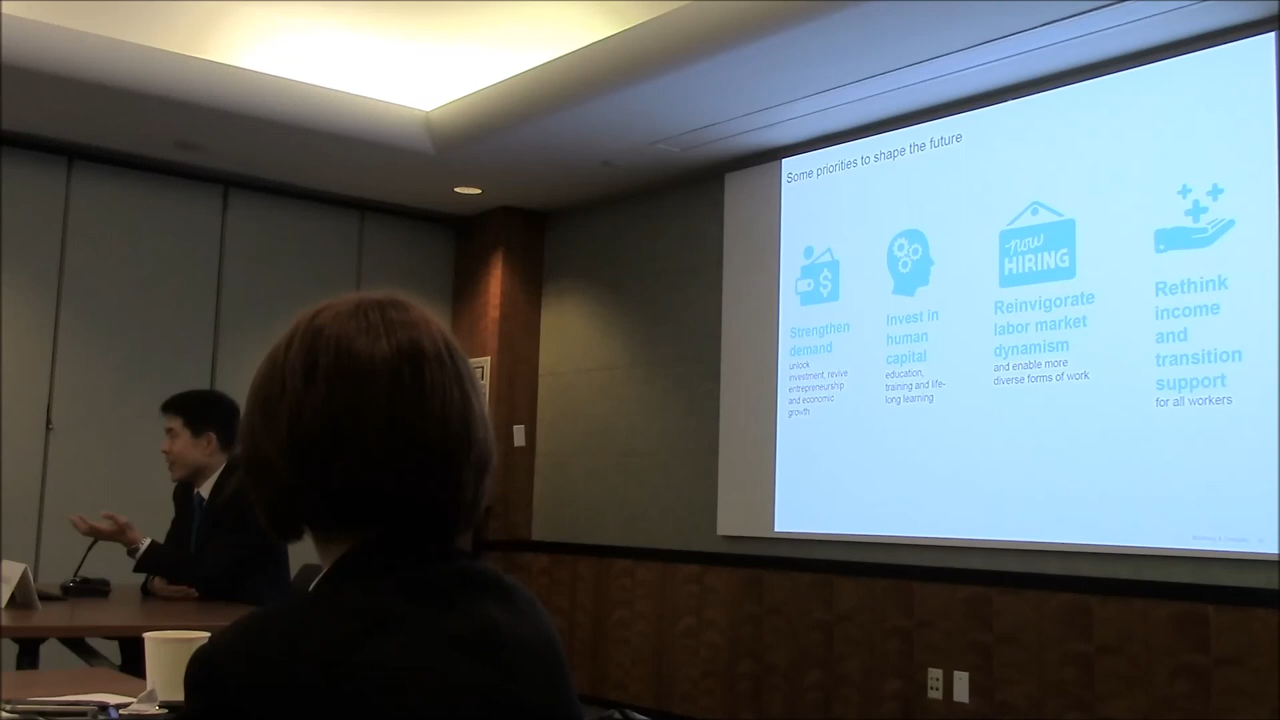 Some priorities to shape the future
Strengthen
demand
unlock
investment, revive
entrepreneurship
and economic
growth
Invest in
human
capital
education,
training and life-
long learning
now
HIRING
Reinvigorate
labor market
dynamism
and enable more
diverse forms of work
Rethink
income
and
transition
support
for all workers